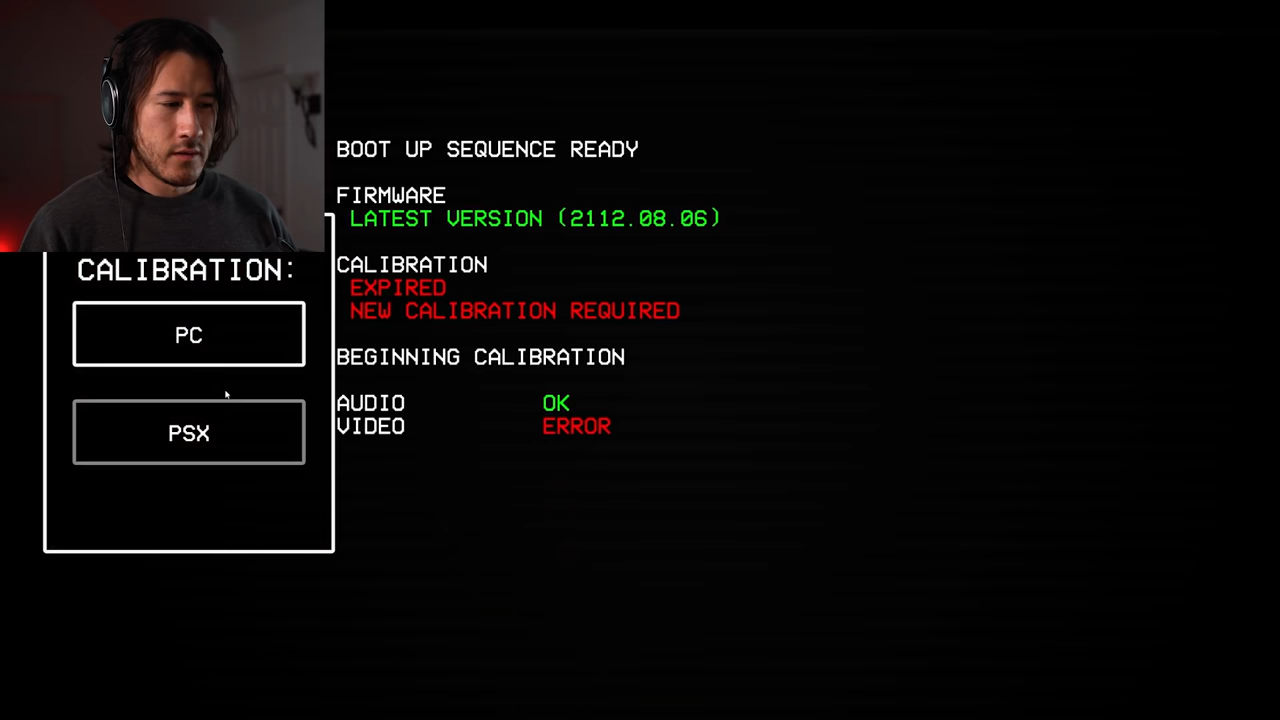 BOOT UP SEQUENCE READY
FIRMWARE
LATEST VERSION (2112.08.06)
CALIBRATION
EXPIRED
NEW CALIBRATION REQUIRED
BEGINNING CALIBRATION
AUDIO OK
VIDEO ERROR
CALIBRATION:
PC
PSX